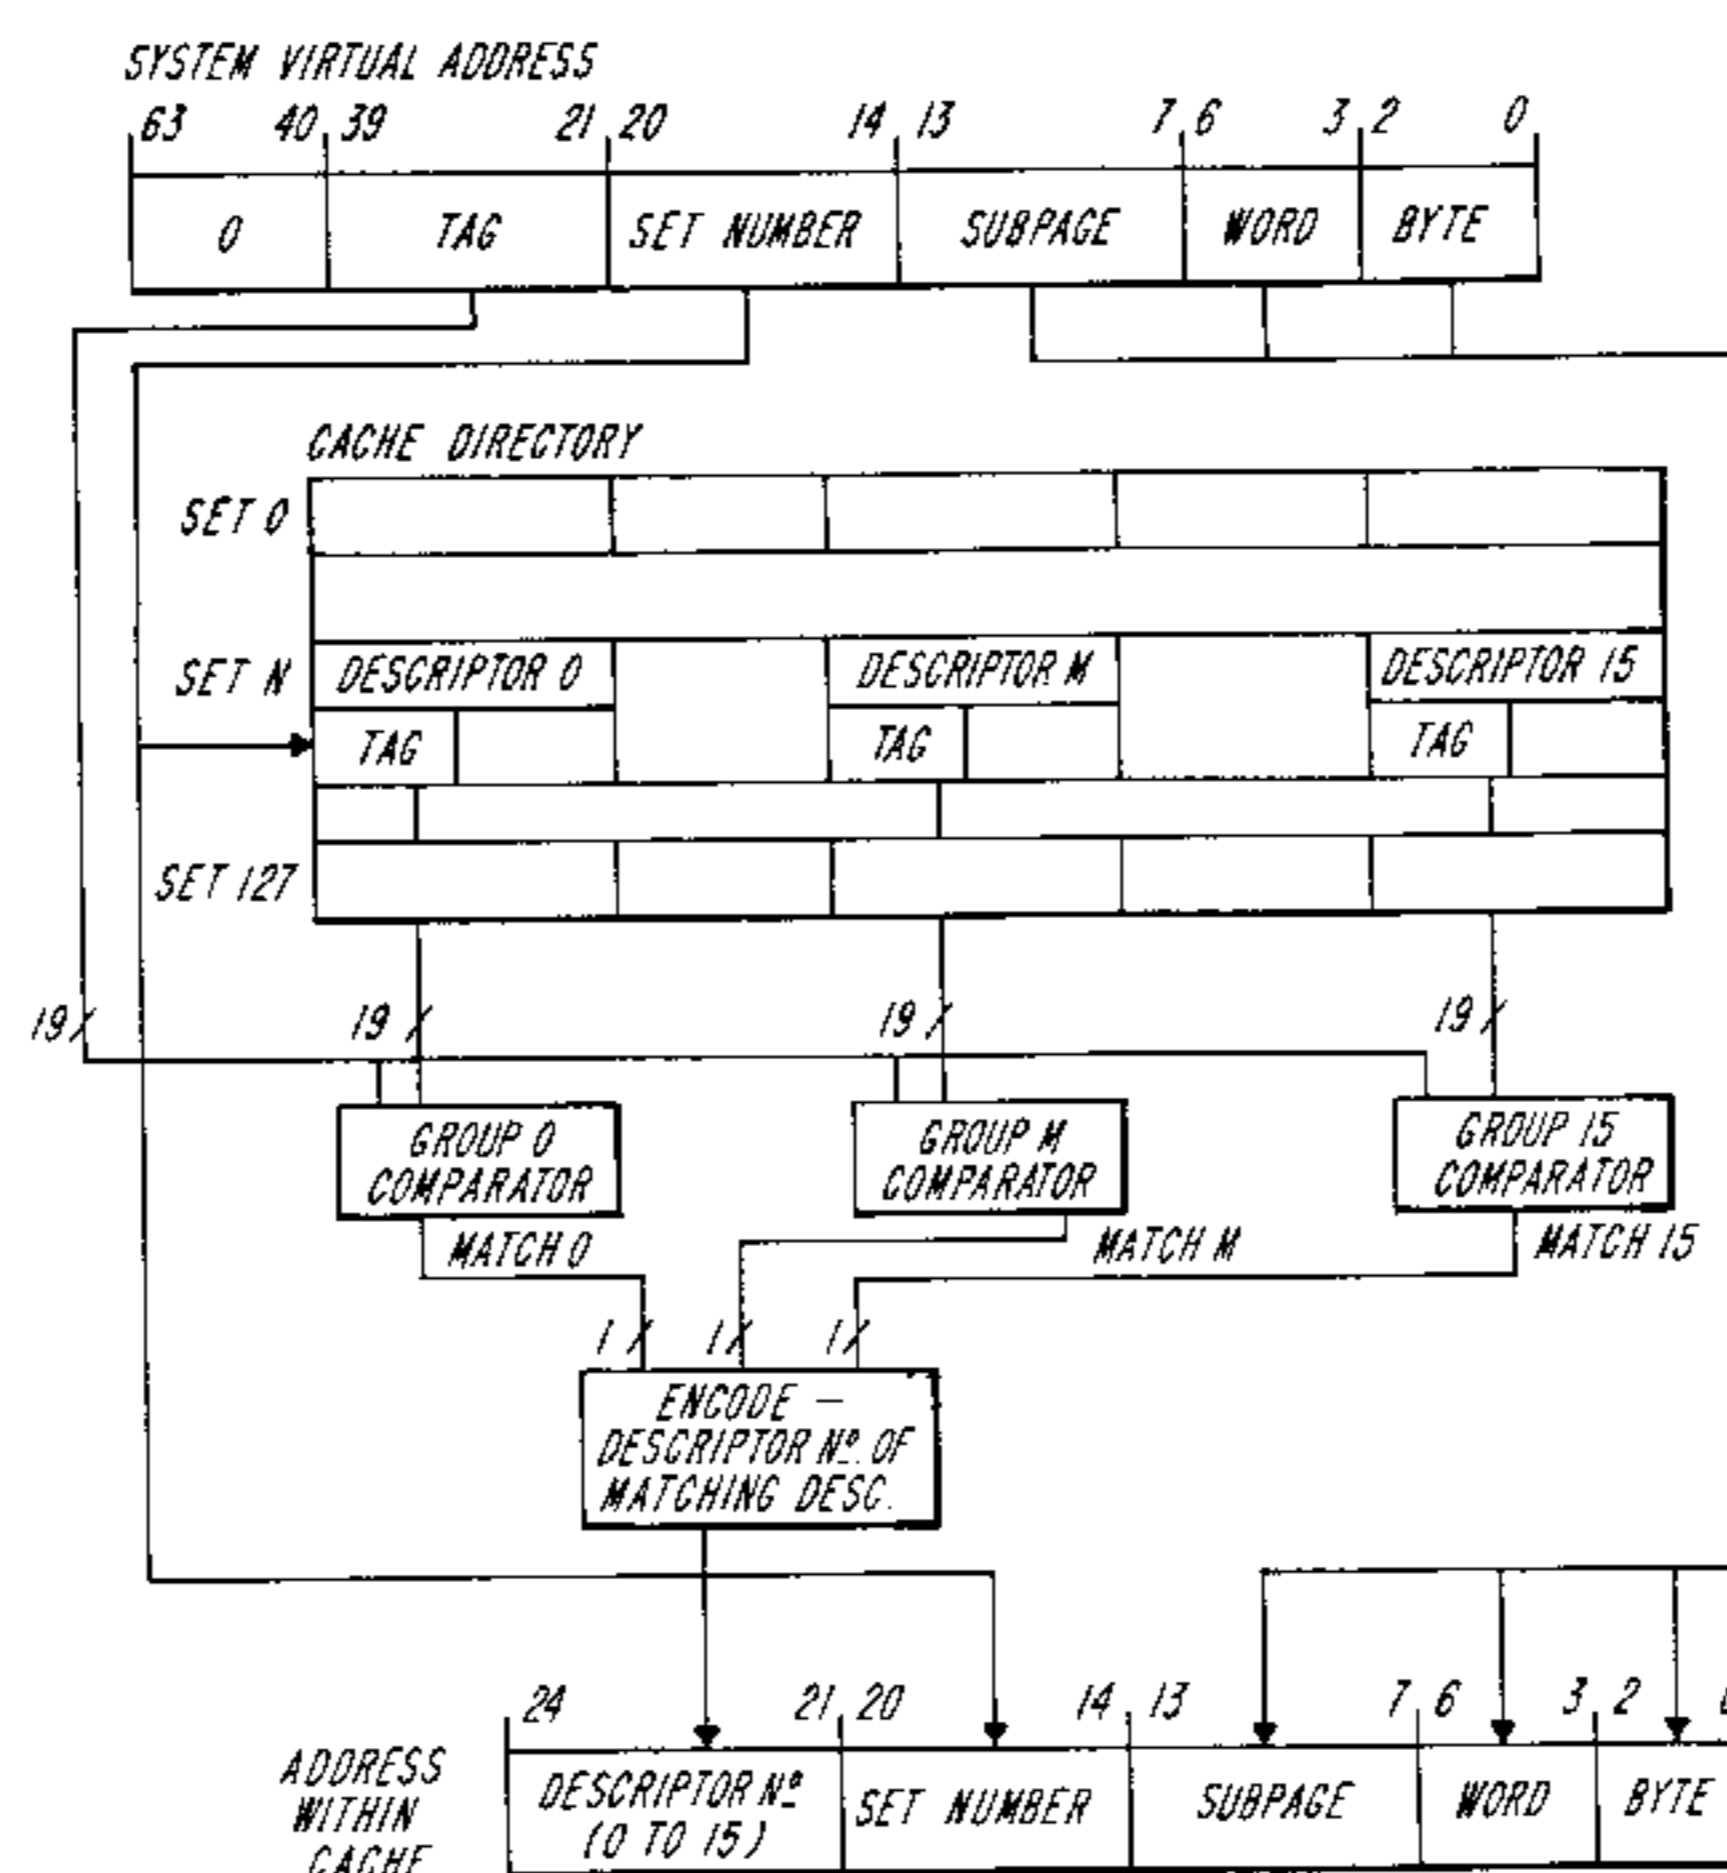 SYSTEM VIRTUAL ADDRESS
63 40 39 21 20 14 13 7 6 3 2 0
0 TAG SET NUMBER SUBPAGE WORD BYTE
CACHE DIRECTORY
SET 0
SET N DESCRIPTOR 0 DESCRIPTOR M DESCRIPTOR 15
TAG TAG TAG
SET 127
19 19 19 19
GROUP 0 COMPARATOR
GROUP M COMPARATOR
GROUP 15 COMPARATOR
MATCH 0 MATCH M MATCH 15
1 1 1
ENCODE —
DESCRIPTOR Nº. OF
MATCHING DESC.
24 21 20 14 13 7 6 3 2
ADDRESS
WITHIN
CACHE
DESCRIPTOR Nº
(0 TO 15)
SET NUMBER SUBPAGE WORD BYTE